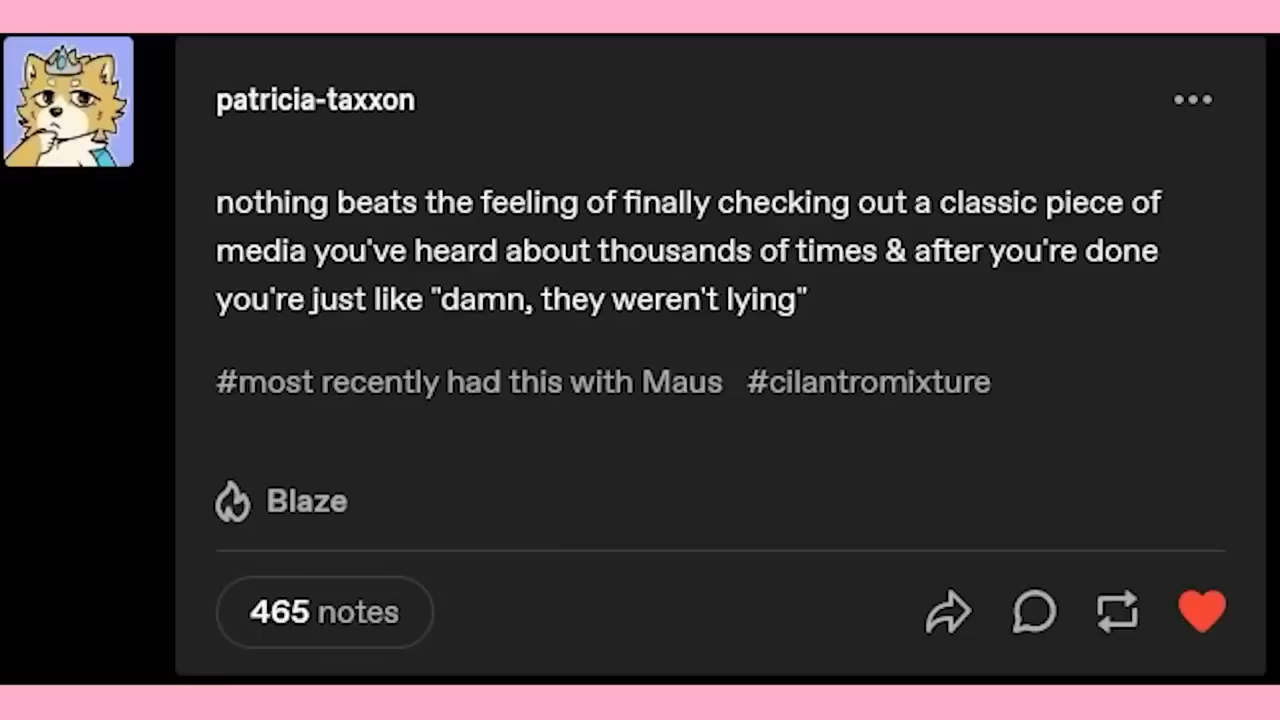 patricia-taxxon
nothing beats the feeling of finally checking out a classic piece of
media you've heard about thousands of times & after you're done
you're just like "damn, they weren't lying"
#most recently had this with Maus #cilantromixture
Blaze
465 notes